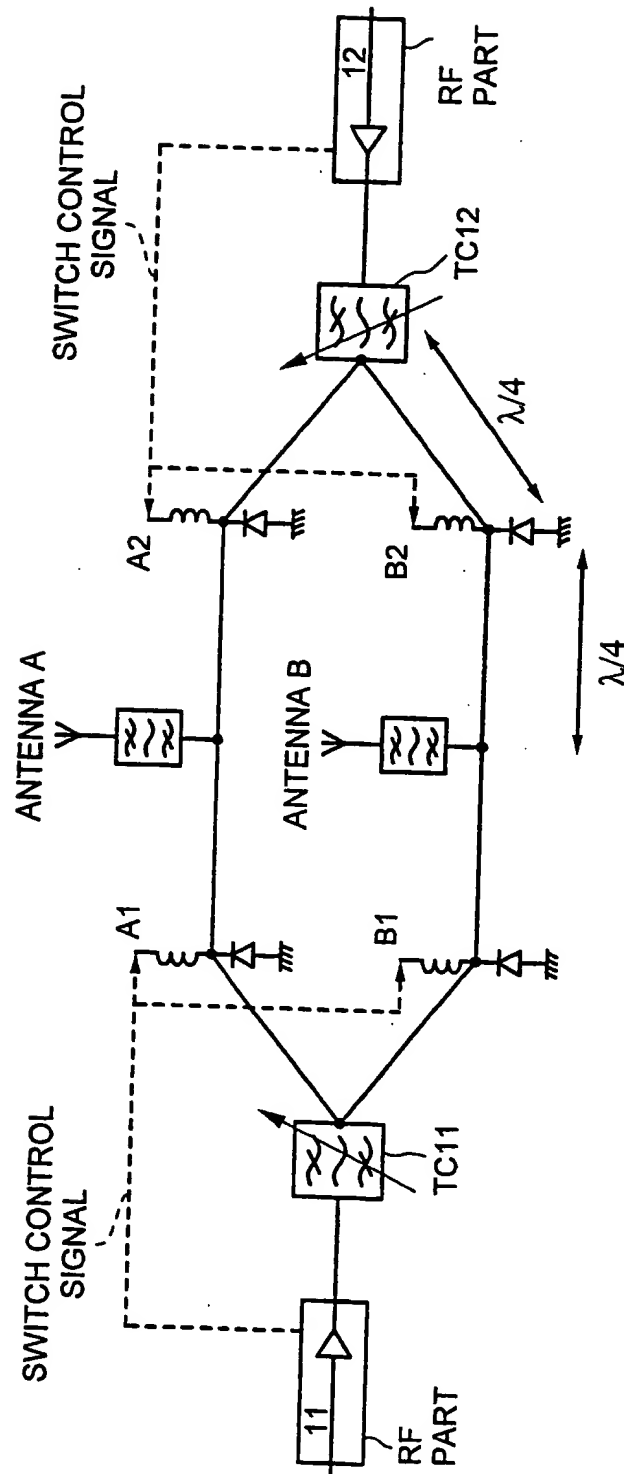 SWITCH CONTROL
SIGNAL
11
RF
PART
TC11
A1
B1
ANTENNA A
ANTENNA B
A2
B2
λ/4
λ/4
SWITCH CONTROL
SIGNAL
TC12
12
RF
PART